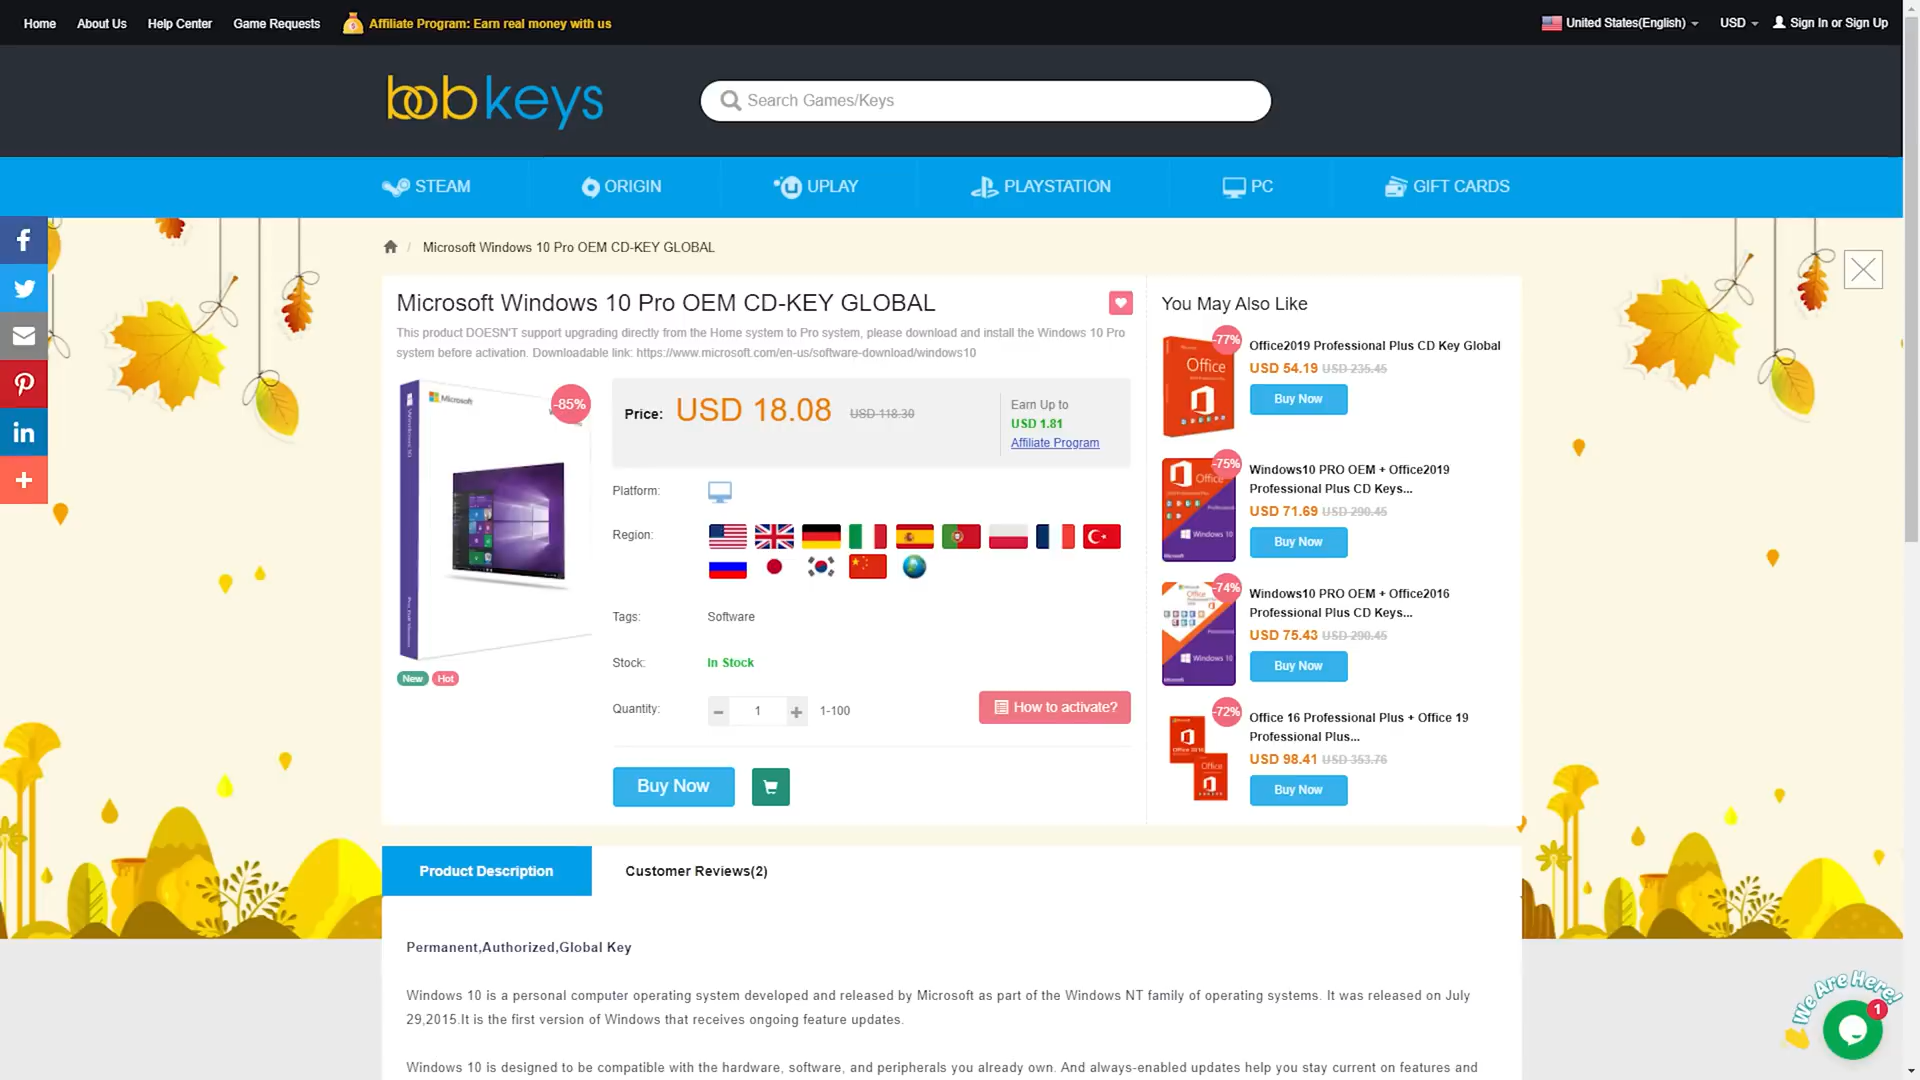 Home
About Us
Help Center
Game Requests
Affiliate Program: Earn real money with us
United States(English)
USD
Sign In or Sign Up
bobkeys
Search Games/Keys
STEAM
ORIGIN
UPLAY
PLAYSTATION
PC
GIFT CARDS
/ Microsoft Windows 10 Pro OEM CD-KEY GLOBAL
Microsoft Windows 10 Pro OEM CD-KEY GLOBAL
This product DOESN'T support upgrading directly from the Home system to Pro system, please download and install the Windows 10 Pro
system before activation. Downloadable link: https://www.microsoft.com/en-us/software-download/windows10
Microsoft
-85%
New
Hot
Price: USD 18.08 USD 118.30
Earn Up to
USD 1.81
Affiliate Program
Platform:
Region:
Tags: Software
Stock: In Stock
Quantity: - 1 + 1-100
How to activate?
Buy Now
You May Also Like
Office
-77%
Office2019 Professional Plus CD Key Global
USD 54.19 USD 235.45
Buy Now
Office
Windows 10
-75%
Windows10 PRO OEM + Office2019
Professional Plus CD Keys...
USD 71.69 USD 290.45
Buy Now
Office
Windows 10
-74%
Windows10 PRO OEM + Office2016
Professional Plus CD Keys...
USD 75.43 USD 290.45
Buy Now
Office
-72%
Office 16 Professional Plus + Office 19
Professional Plus...
USD 98.41 USD 353.76
Buy Now
Product Description
Customer Reviews(2)
Permanent,Authorized,Global Key
Windows 10 is a personal computer operating system developed and released by Microsoft as part of the Windows NT family of operating systems. It was released on July
29,2015.It is the first version of Windows that receives ongoing feature updates.
Windows 10 is designed to be compatible with the hardware, software, and peripherals you already own. And always-enabled updates help you stay current on features and
We Are Here!
1